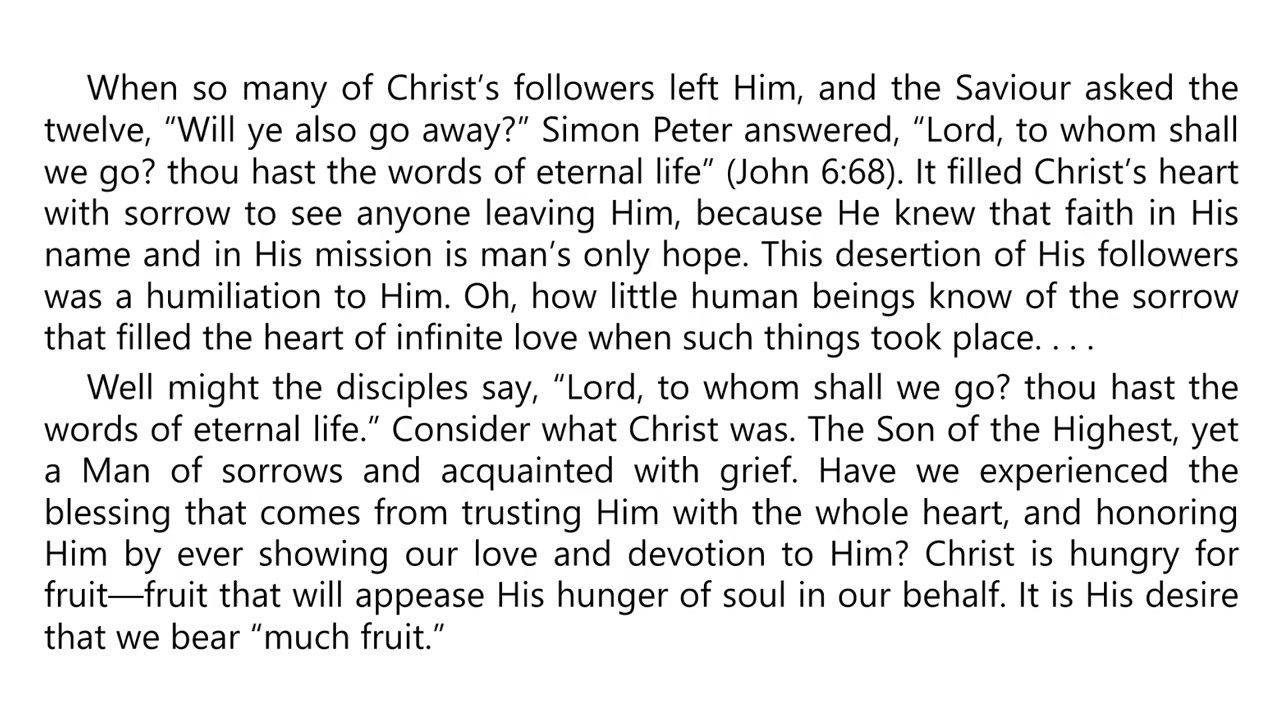 When so many of Christ’s followers left Him, and the Saviour asked the
twelve, “Will ye also go away?” Simon Peter answered, “Lord, to whom shall
we go? thou hast the words of eternal life” (John 6:68). It filled Christ’s heart
with sorrow to see anyone leaving Him, because He knew that faith in His
name and in His mission is man’s only hope. This desertion of His followers
was a humiliation to Him. Oh, how little human beings know of the sorrow
that filled the heart of infinite love when such things took place. . . .
Well might the disciples say, “Lord, to whom shall we go? thou hast the
words of eternal life.” Consider what Christ was. The Son of the Highest, yet
a Man of sorrows and acquainted with grief. Have we experienced the
blessing that comes from trusting Him with the whole heart, and honoring
Him by ever showing our love and devotion to Him? Christ is hungry for
fruit—fruit that will appease His hunger of soul in our behalf. It is His desire
that we bear “much fruit.”